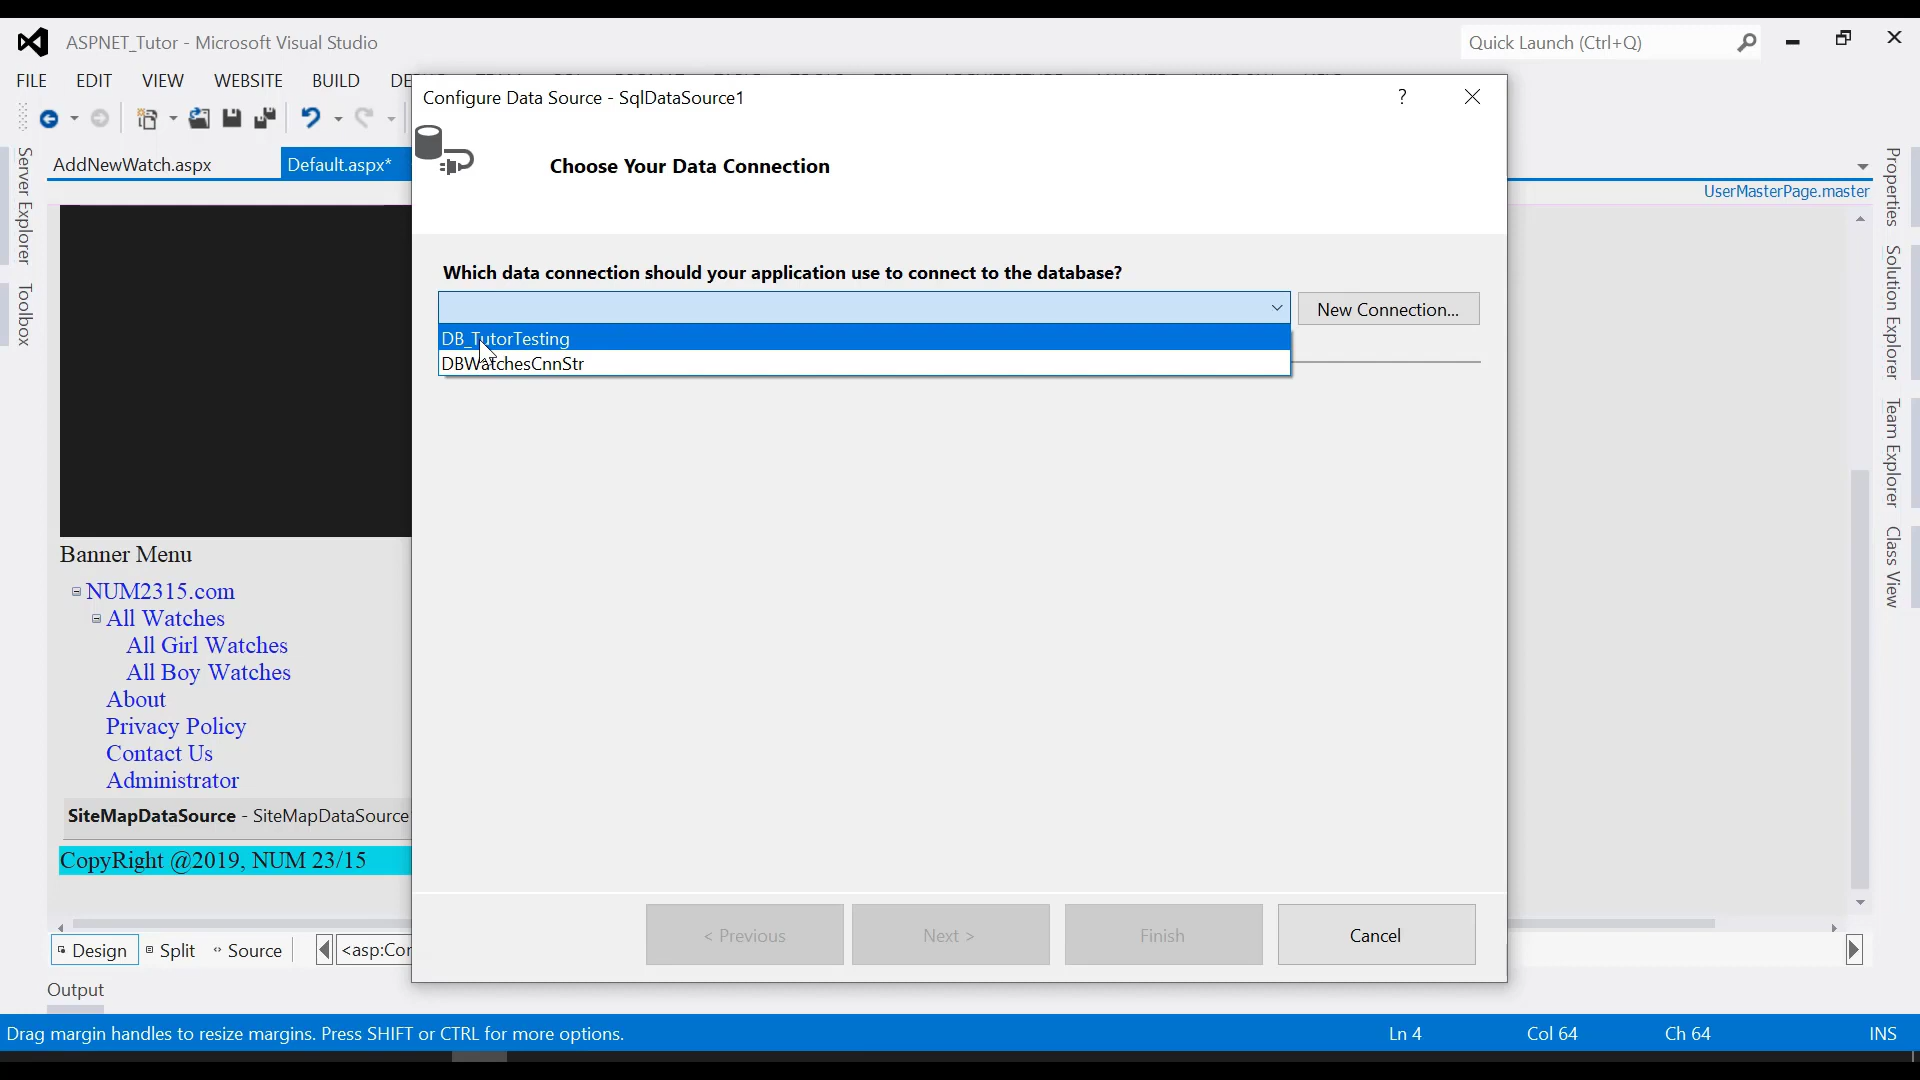 ASPNET_Tutor - Microsoft Visual Studio
Quick Launch (Ctrl+Q)
FILE EDIT VIEW WEBSITE BUILD
Configure Data Source - SqlDataSource1
?
AddNewWatch.aspx
Default.aspx*
Choose Your Data Connection
UserMasterPage.master
Server Explorer
Toolbox
Properties
Solution Explorer
Team Explorer
Class View
Which data connection should your application use to connect to the database?
New Connection...
DB_TutorTesting
DBWatchesCnnStr
Banner Menu
NUM2315.com
All Watches
All Girl Watches
All Boy Watches
About
Privacy Policy
Contact Us
Administrator
SiteMapDataSource - SiteMapDataSource
CopyRight @2019, NUM 23/15
< Previous
Next >
Finish
Cancel
Design
Split
Source
<asp:Cor
Output
Drag margin handles to resize margins. Press SHIFT or CTRL for more options.
Ln 4
Col 64
Ch 64
INS